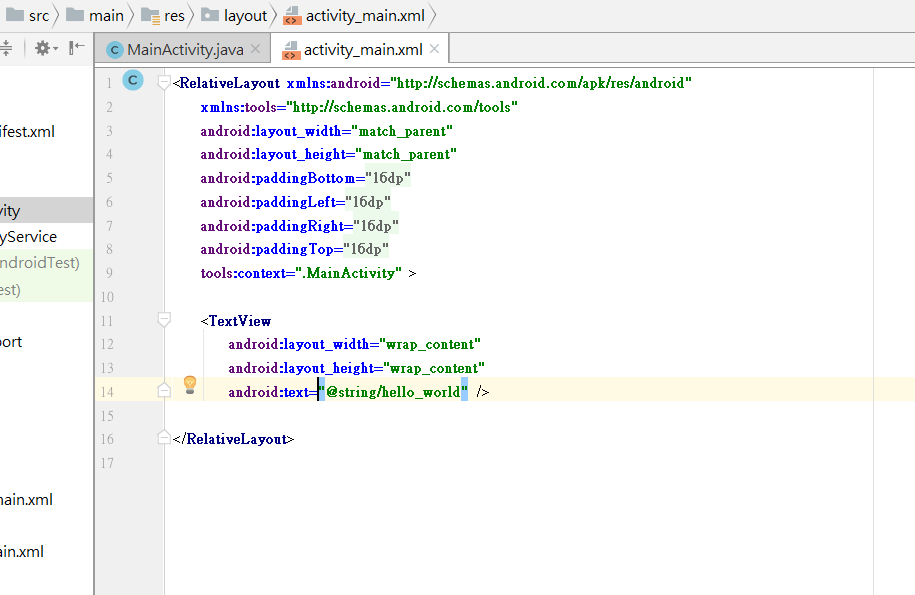 src main res layout activity_main.xml
MainActivity.java activity_main.xml
1 <RelativeLayout xmlns:android="http://schemas.android.com/apk/res/android"
2 xmlns:tools="http://schemas.android.com/tools"
ifest.xml
3 android:layout_width="match_parent"
4 android:layout_height="match_parent"
5 android:paddingBottom="16dp"
6 android:paddingLeft="16dp"
vity
7 android:paddingRight="16dp"
yService
8 android:paddingTop="16dp"
ndroidTest)
9 tools:context=".MainActivity" >
est)
10
11 <TextView
ort
12 android:layout_width="wrap_content"
13 android:layout_height="wrap_content"
14 android:text="@string/hello_world" />
15
16 </RelativeLayout>
17
nain.xml
ain.xml